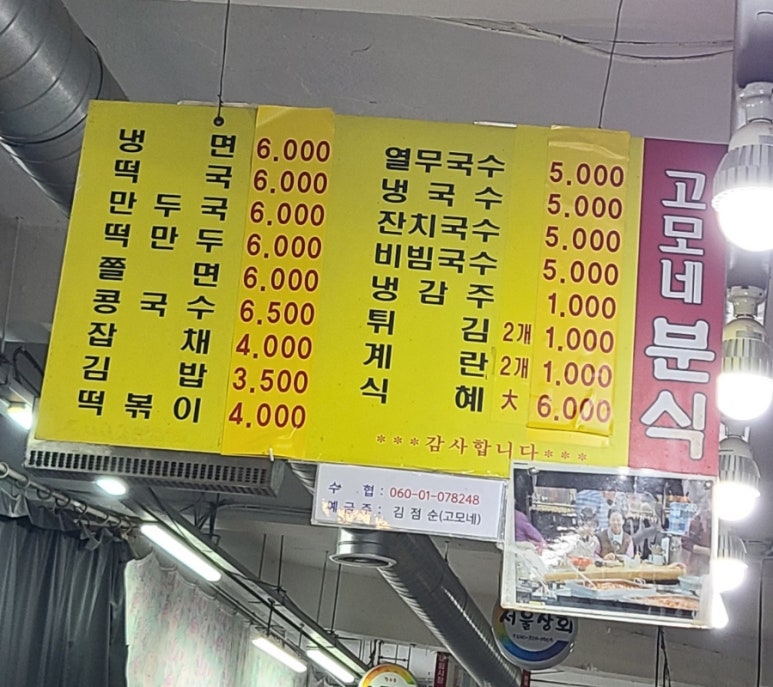 냉면 6.000
떡국 6.000
만두국 6.000
떡만두 6.000
쫄면 6.000
콩국수 6.500
잡채 4.000
김밥 3.500
떡볶이 4.000
열무국수 5.000
냉국수 5.000
잔치국수 5.000
비빔국수 5.000
냉감주 1.000
튀김 2개 1.000
계란 2개 1.000
식혜 大 6.000
***감사합니다***
고모네 분식
수협 : 060-01-078248
예금주 : 김점순(고모네)
서울상회